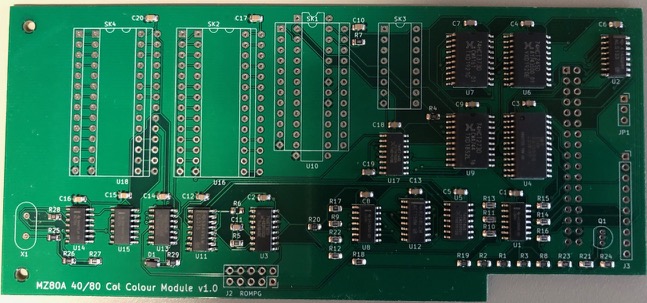 C20
SK4
C17
SK2
SK1
C10
R7
SK3
C7
C4
C6
U7
U6
U2
R4
C9
C3
JP1
C18
C19
U17
U9
U4
U18
U16
U10
C16
C15
C14
C12
R6
C2
C11
R5
R28
R25
R26
R27
X1
U14
U15
U13
U11
U3
D1
R29
R17
R9
R22
R12
R20
C8
C13
C5
C1
U8
U12
U5
U1
R13
R10
R11
R15
R14
R16
Q1
J3
R18
R19
R2
R1
R3
R8
R23
R21
R24
MZ80A 40/80 Col Colour Module v1.0
J2 ROMPG